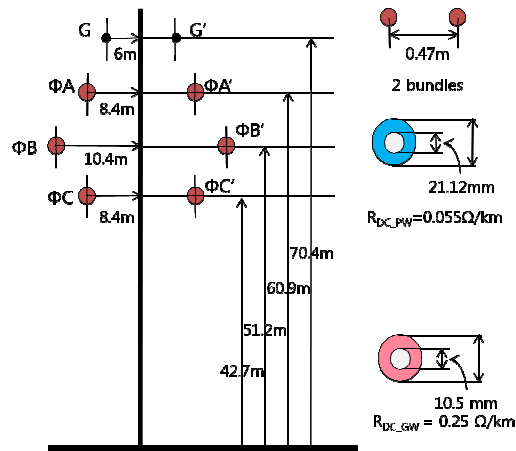 G
G′
6m
ΦA
ΦA′
8.4m
ΦB
ΦB′
10.4m
ΦC
ΦC′
8.4m
70.4m
60.9m
51.2m
42.7m
0.47m
2 bundles
21.12mm
R_DC_PW=0.055Ω/km
10.5 mm
R_DC_GW = 0.25 Ω/km